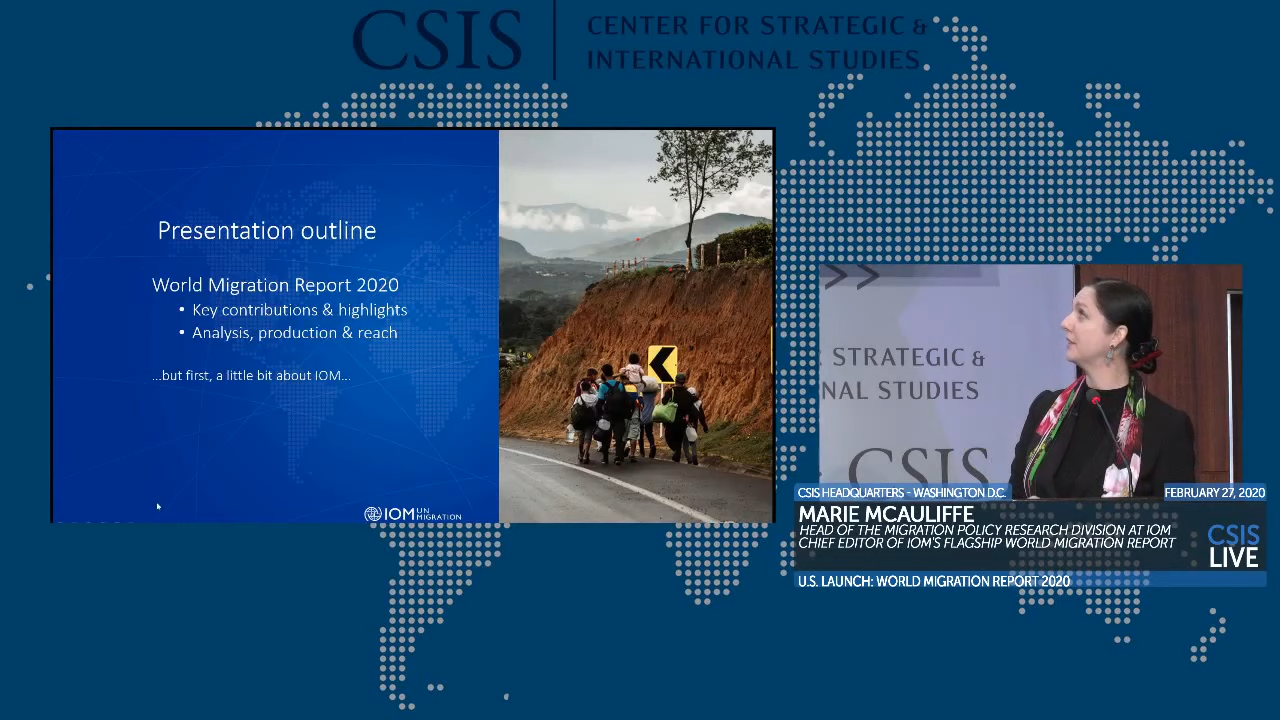 CSIS
CENTER FOR STRATEGIC &
INTERNATIONAL STUDIES
Presentation outline
World Migration Report 2020
• Key contributions & highlights
• Analysis, production & reach
...but first, a little bit about IOM...
IOM UN MIGRATION
STRATEGIC &
NAL STUDIES
CSIS
CSIS HEADQUARTERS - WASHINGTON D.C.
FEBRUARY 27, 2020
MARIE MCAULIFFE
HEAD OF THE MIGRATION POLICY RESEARCH DIVISION AT IOM
CHIEF EDITOR OF IOM'S FLAGSHIP WORLD MIGRATION REPORT
CSIS
LIVE
U.S. LAUNCH: WORLD MIGRATION REPORT 2020